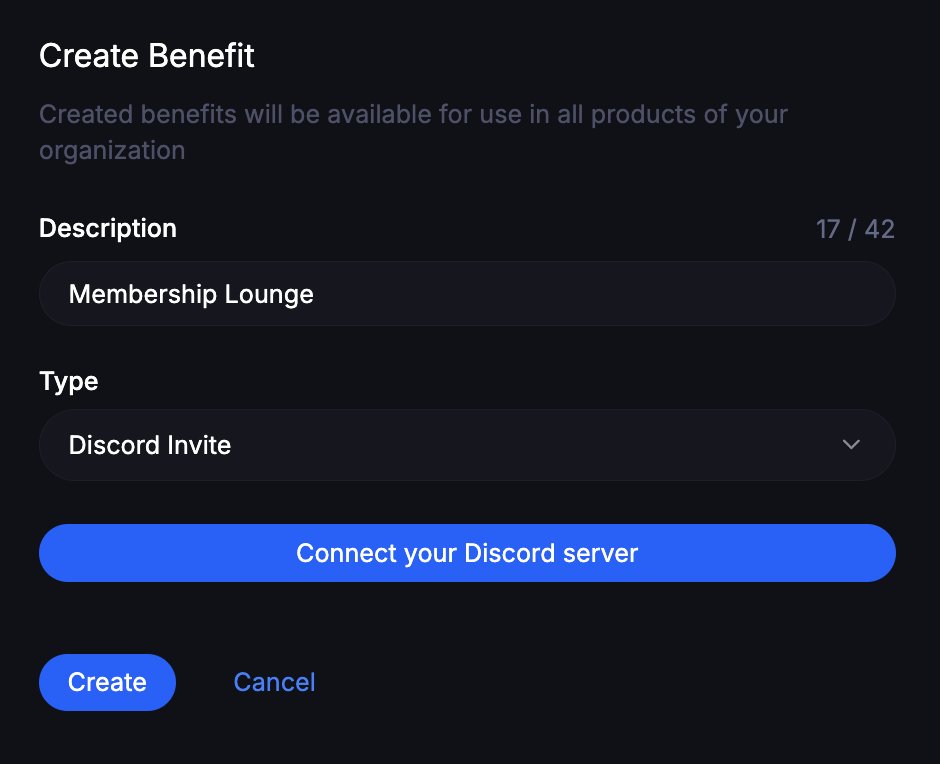 Create Benefit
Created benefits will be available for use in all products of your
organization
Description 17 / 42
Membership Lounge
Type
Discord Invite
Connect your Discord server
Create Cancel